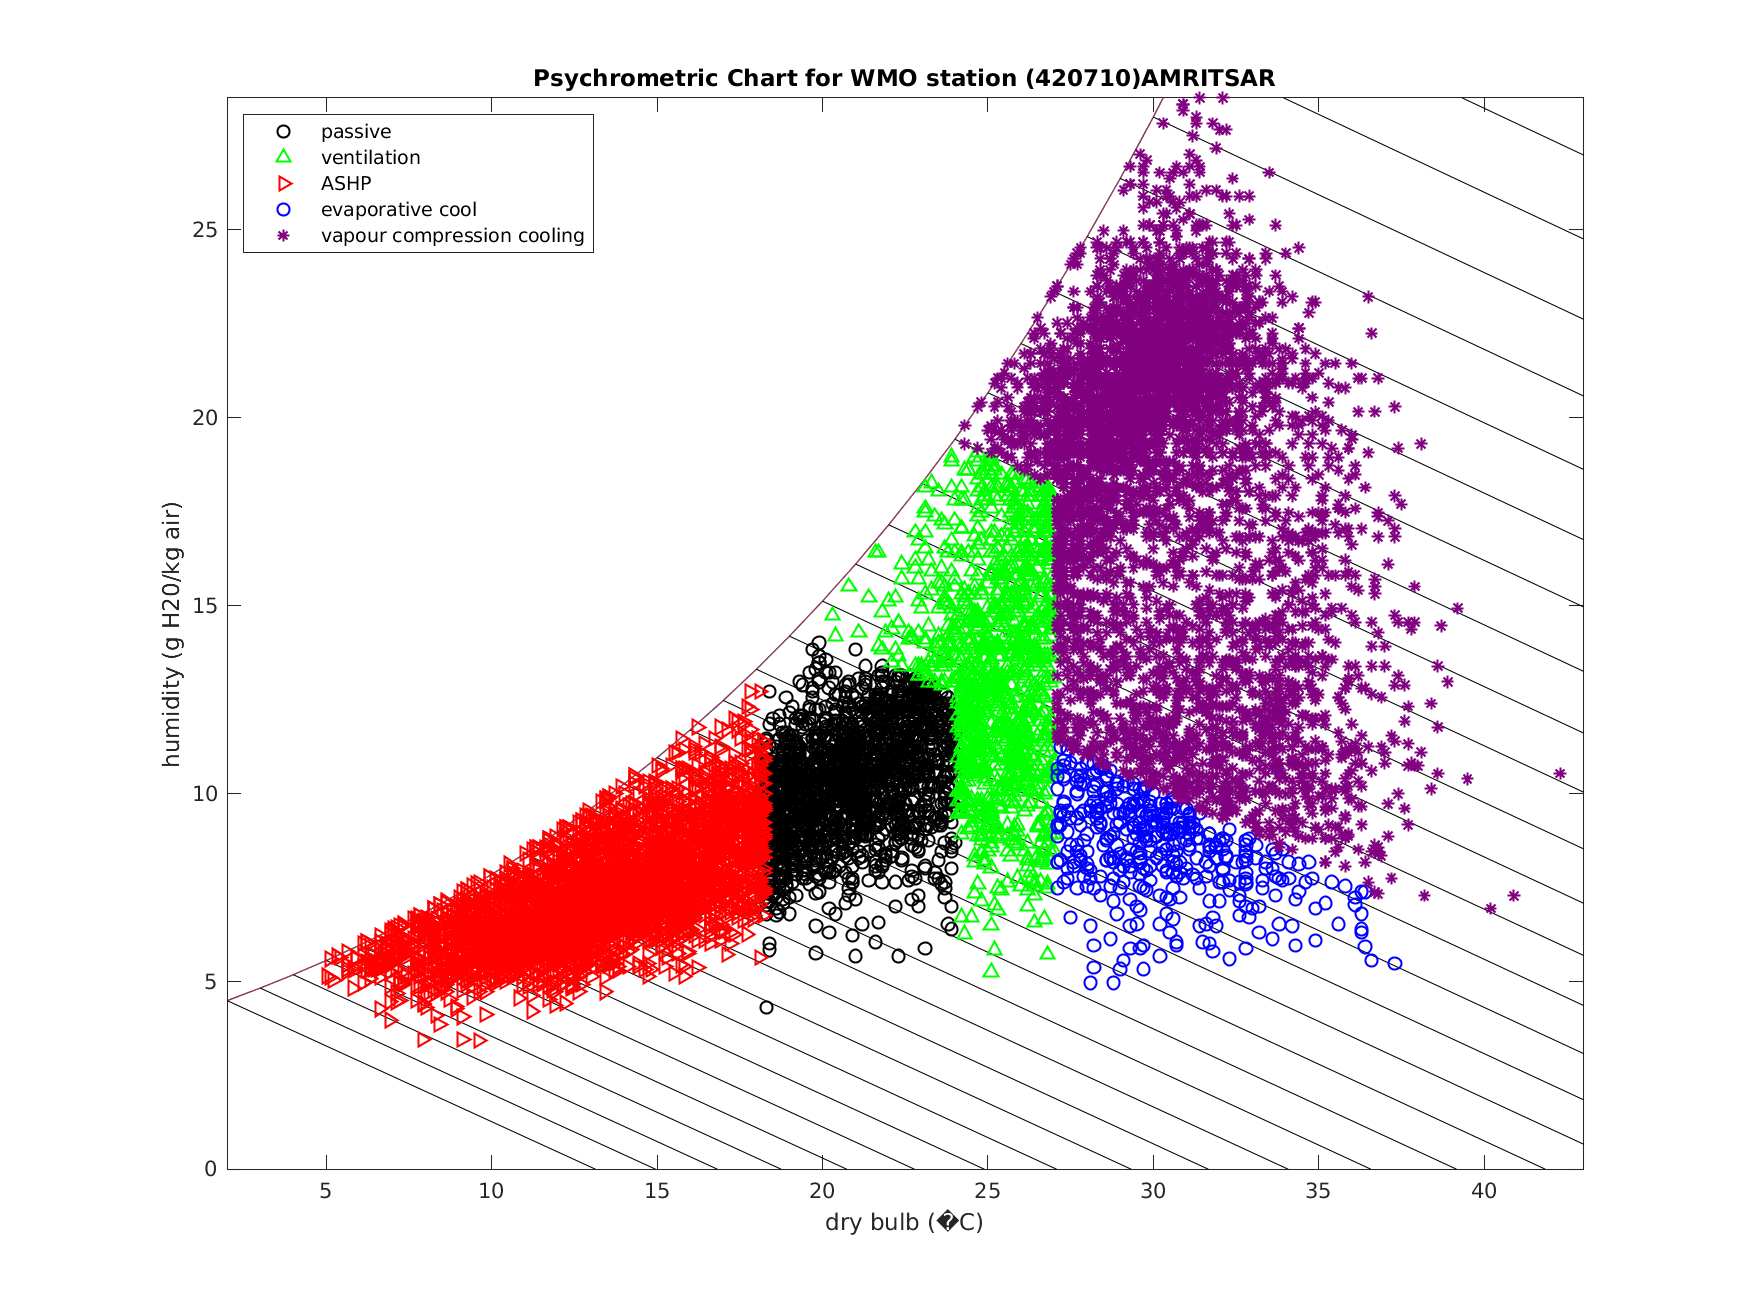 Psychrometric Chart for WMO station (420710)AMRITSAR
passive
ventilation
ASHP
evaporative cool
vapour compression cooling
humidity (g H20/kg air)
25
20
15
10
5
0
5 10 15 20 25 30 35 40
dry bulb (�C)